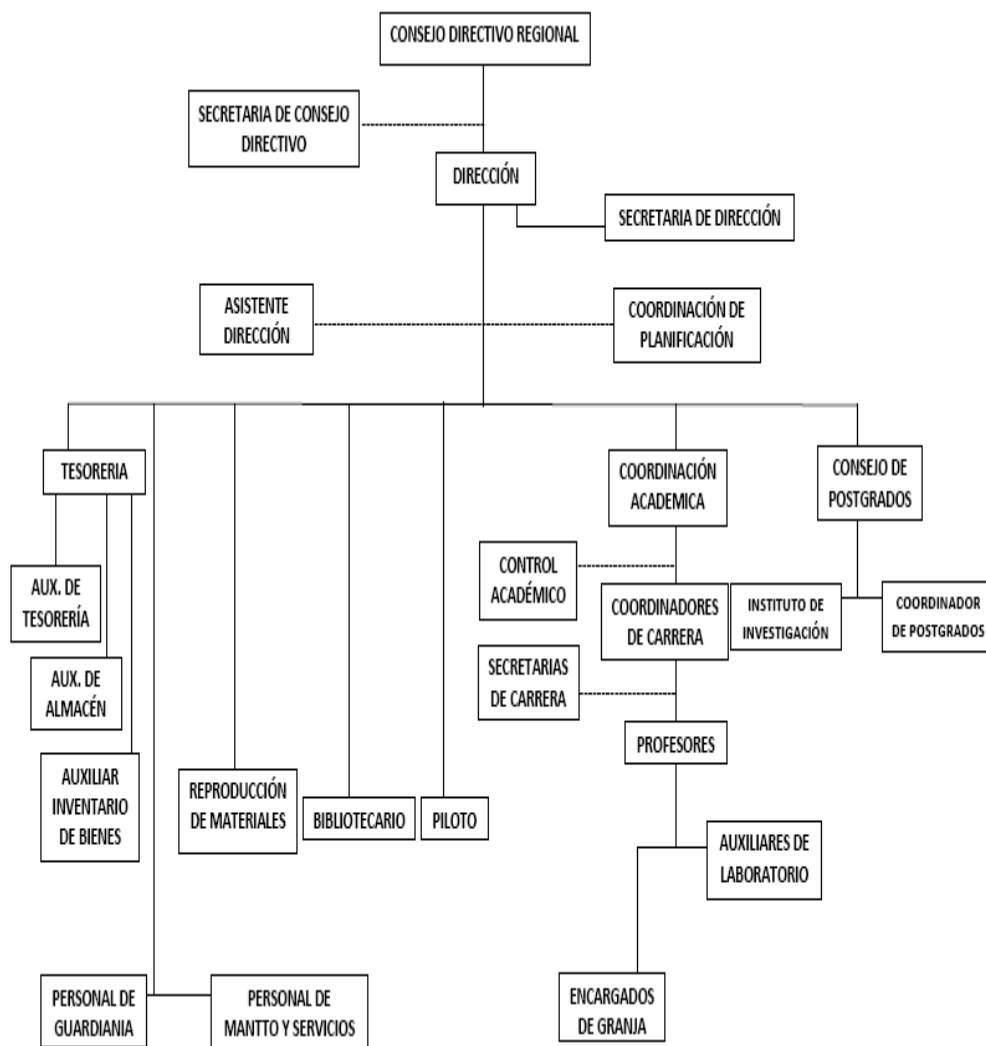 CONSEJO DIRECTIVO REGIONAL
SECRETARIA DE CONSEJO
DIRECTIVO
DIRECCIÓN
SECRETARIA DE DIRECCIÓN
ASISTENTE
DIRECCIÓN
COORDINACIÓN DE
PLANIFICACIÓN
TESORERIA
COORDINACIÓN
ACADEMICA
CONSEJO DE
POSTGRADOS
CONTROL
ACADÉMICO
AUX. DE
TESORERÍA
COORDINADORES
DE CARRERA
INSTITUTO DE
INVESTIGACIÓN
COORDINADOR
DE POSTGRADOS
AUX. DE
ALMACÉN
SECRETARIAS
DE CARRERA
PROFESORES
AUXILIAR
INVENTARIO
DE BIENES
REPRODUCCIÓN
DE MATERIALES
BIBLIOTECARIO
PILOTO
AUXILIARES DE
LABORATORIO
PERSONAL DE
GUARDIANIA
PERSONAL DE
MANTTO Y SERVICIOS
ENCARGADOS
DE GRANJA